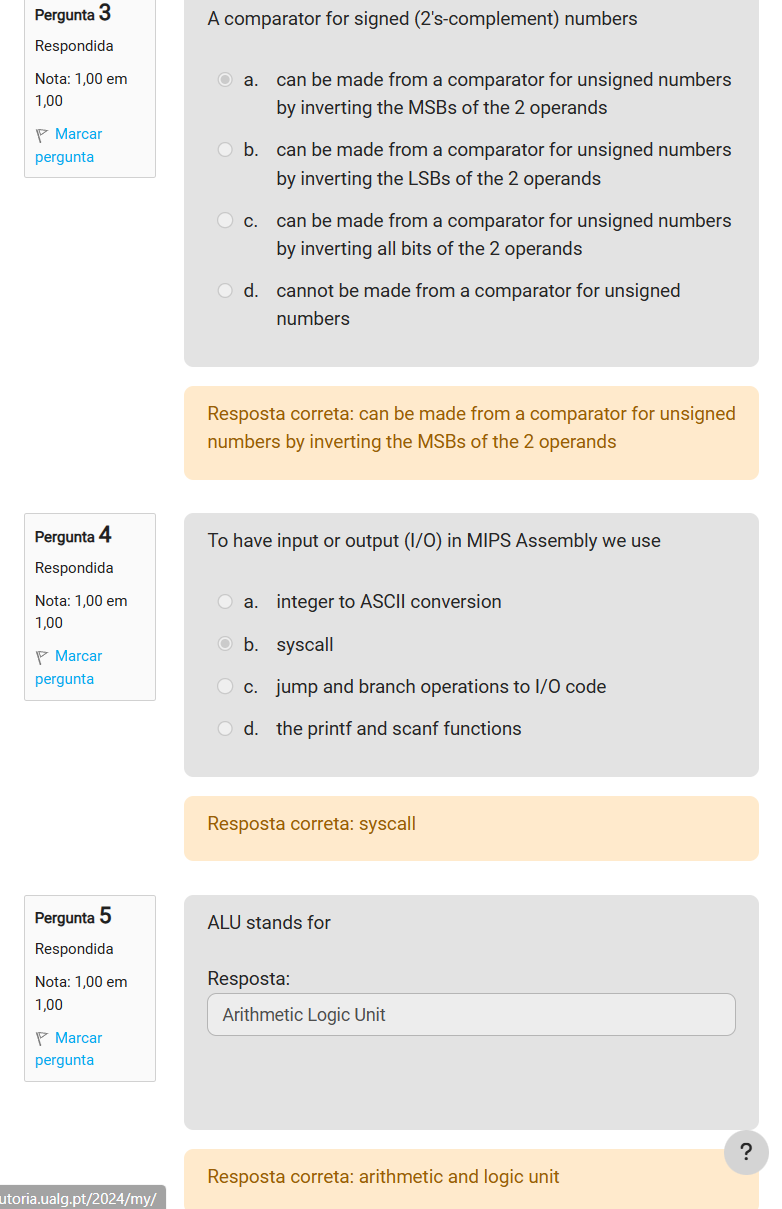 Pergunta 3
Respondida
Nota: 1,00 em
1,00
Marcar
pergunta
A comparator for signed (2's-complement) numbers
a. can be made from a comparator for unsigned numbers
by inverting the MSBs of the 2 operands
b. can be made from a comparator for unsigned numbers
by inverting the LSBs of the 2 operands
c. can be made from a comparator for unsigned numbers
by inverting all bits of the 2 operands
d. cannot be made from a comparator for unsigned
numbers
Resposta correta: can be made from a comparator for unsigned
numbers by inverting the MSBs of the 2 operands
Pergunta 4
Respondida
Nota: 1,00 em
1,00
Marcar
pergunta
To have input or output (I/O) in MIPS Assembly we use
a. integer to ASCII conversion
b. syscall
c. jump and branch operations to I/O code
d. the printf and scanf functions
Resposta correta: syscall
Pergunta 5
Respondida
Nota: 1,00 em
1,00
Marcar
pergunta
ALU stands for
Resposta:
Arithmetic Logic Unit
?
Resposta correta: arithmetic and logic unit
utoria.ualg.pt/2024/my/